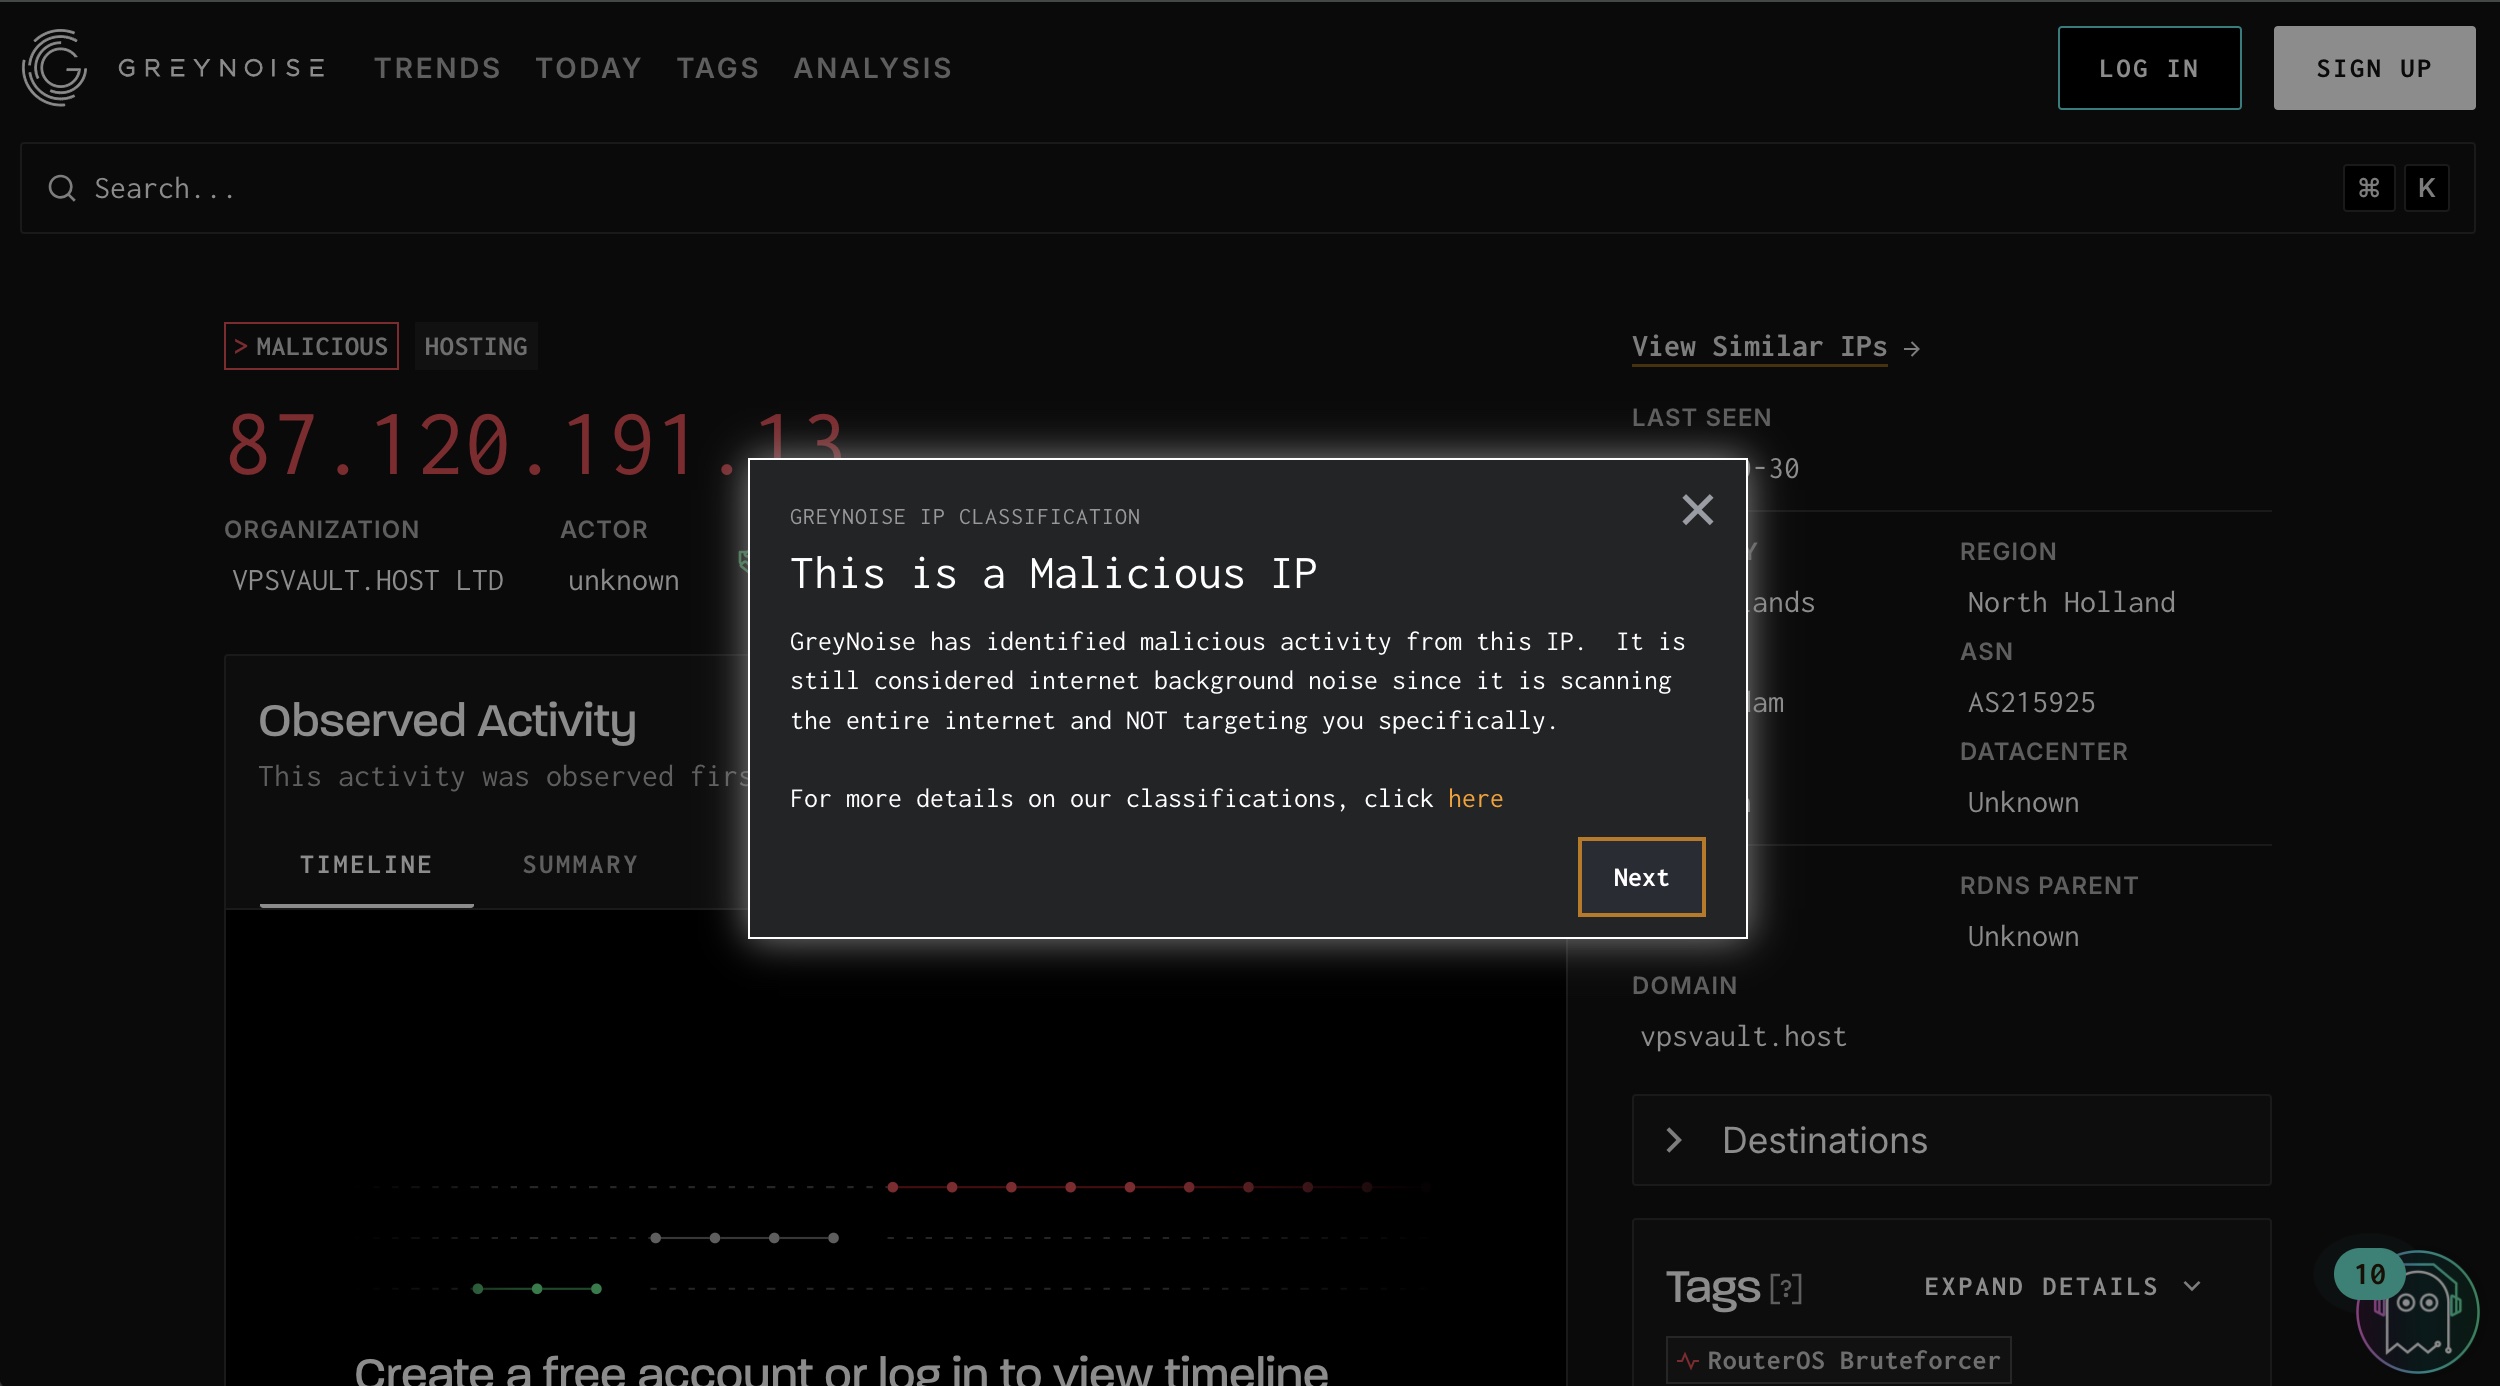 GREYNOISE TRENDS TODAY TAGS ANALYSIS LOG IN SIGN UP
Search... ⌘ K
> MALICIOUS HOSTING
87.120.191.13
ORGANIZATION ACTOR
VPSVAULT.HOST LTD unknown
Observed Activity
This activity was observed firs
TIMELINE SUMMARY
GREYNOISE IP CLASSIFICATION
This is a Malicious IP
GreyNoise has identified malicious activity from this IP. It is
still considered internet background noise since it is scanning
the entire internet and NOT targeting you specifically.
For more details on our classifications, click here
Next
Create a free account or log in to view timeline
View Similar IPs →
LAST SEEN
-30
REGION
ands North Holland
ASN
am AS215925
DATACENTER
Unknown
RDNS PARENT
Unknown
DOMAIN
vpsvault.host
Destinations
Tags [?] EXPAND DETAILS
RouterOS Bruteforcer
10